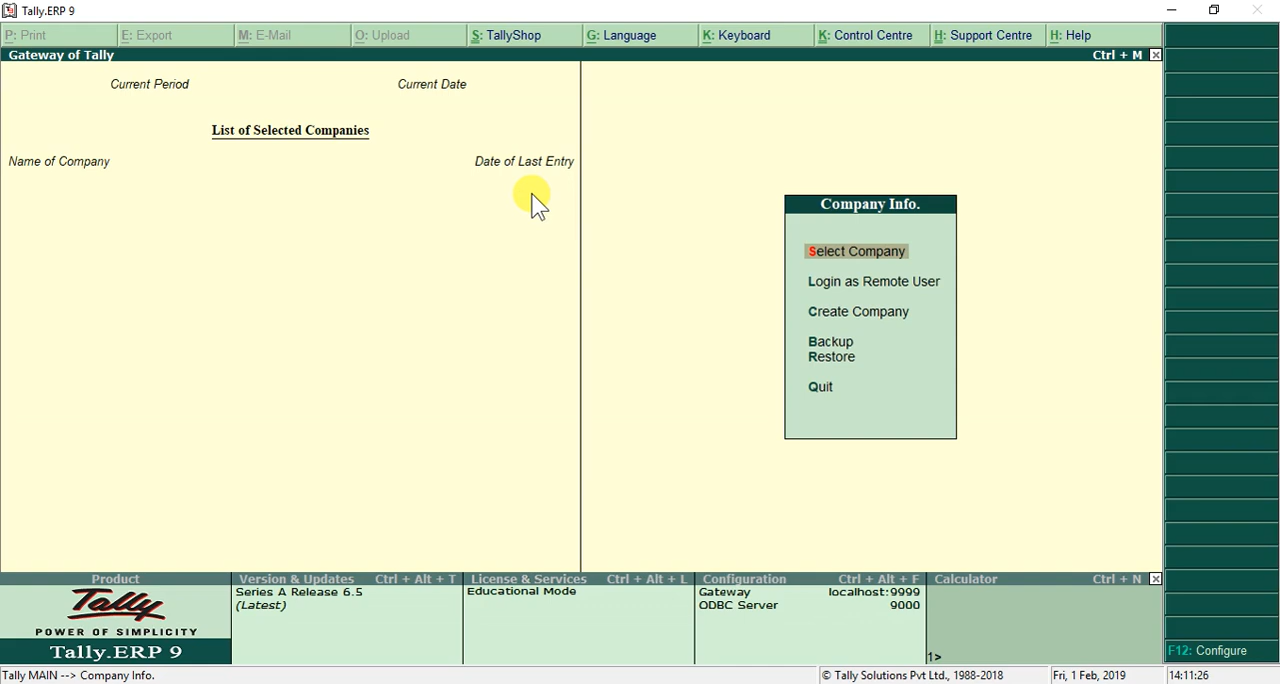 Tally.ERP 9
P: Print E: Export M: E-Mail O: Upload S: TallyShop G: Language K: Keyboard K: Control Centre H: Support Centre H: Help
Gateway of Tally Ctrl + M
Current Period Current Date
List of Selected Companies
Name of Company Date of Last Entry
Company Info.
Select Company
Login as Remote User
Create Company
Backup
Restore
Quit
Product Version & Updates Ctrl + Alt + T License & Services Ctrl + Alt + L Configuration Ctrl + Alt + F Calculator Ctrl + N
Tally
POWER OF SIMPLICITY
Tally.ERP 9
Series A Release 6.5
(Latest)
Educational Mode
Gateway localhost:9999
ODBC Server 9000
1>
F12: Configure
Tally MAIN --> Company Info. © Tally Solutions Pvt Ltd., 1988-2018 Fri, 1 Feb, 2019 14:11:26